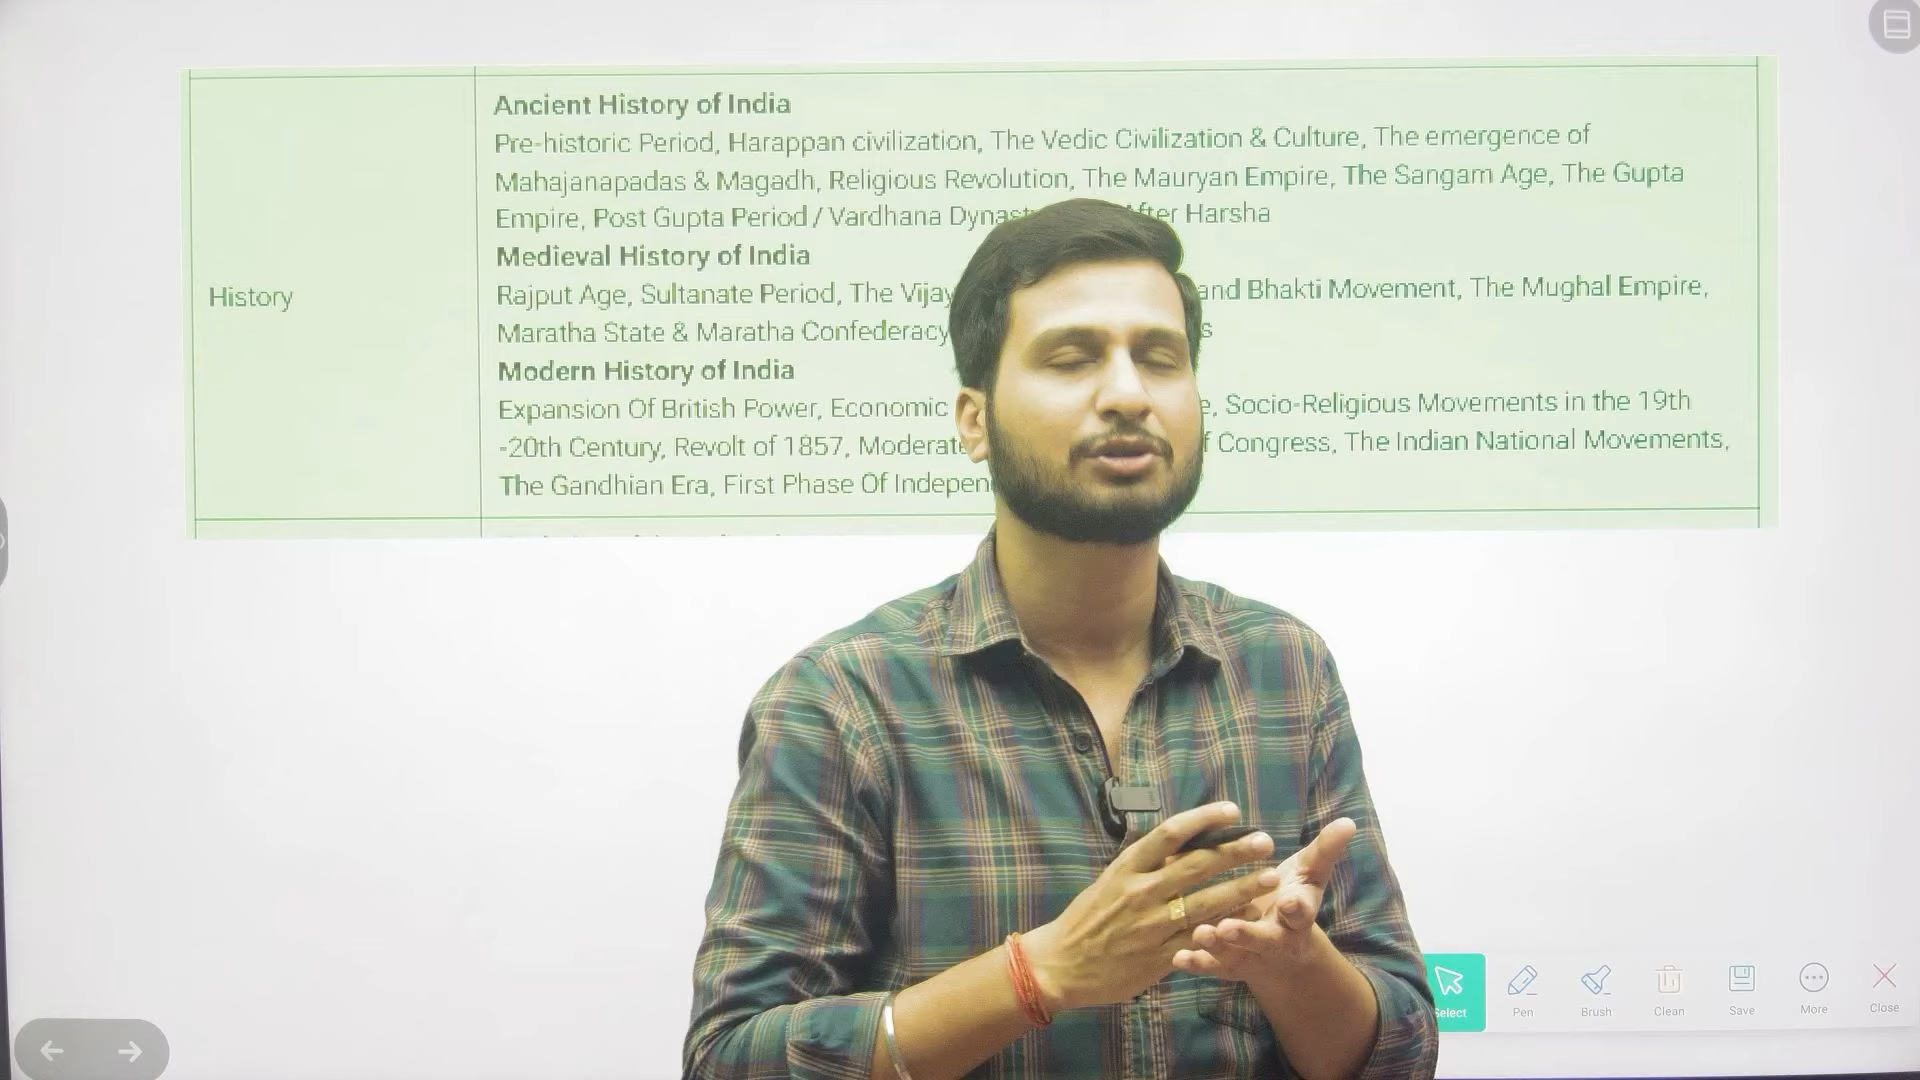 History
Ancient History of India
Pre-historic Period, Harappan civilization, The Vedic Civilization & Culture, The emergence of
Mahajanapadas & Magadh, Religious Revolution, The Mauryan Empire, The Sangam Age, The Gupta
Empire, Post Gupta Period / Vardhana After Harsha
Medieval History of India
Rajput Age, Sultanate Period, The and Bhakti Movement, The Mughal Empire,
Maratha State & Maratha Confederacy
Modern History of India
Expansion Of British Power, Economic Socio-Religious Movements in the 19th
-20th Century, Revolt of 1857, Congress, The Indian National Movements,
The Gandhian Era, First Phase Of
Select Pen Brush Clean Save More Close